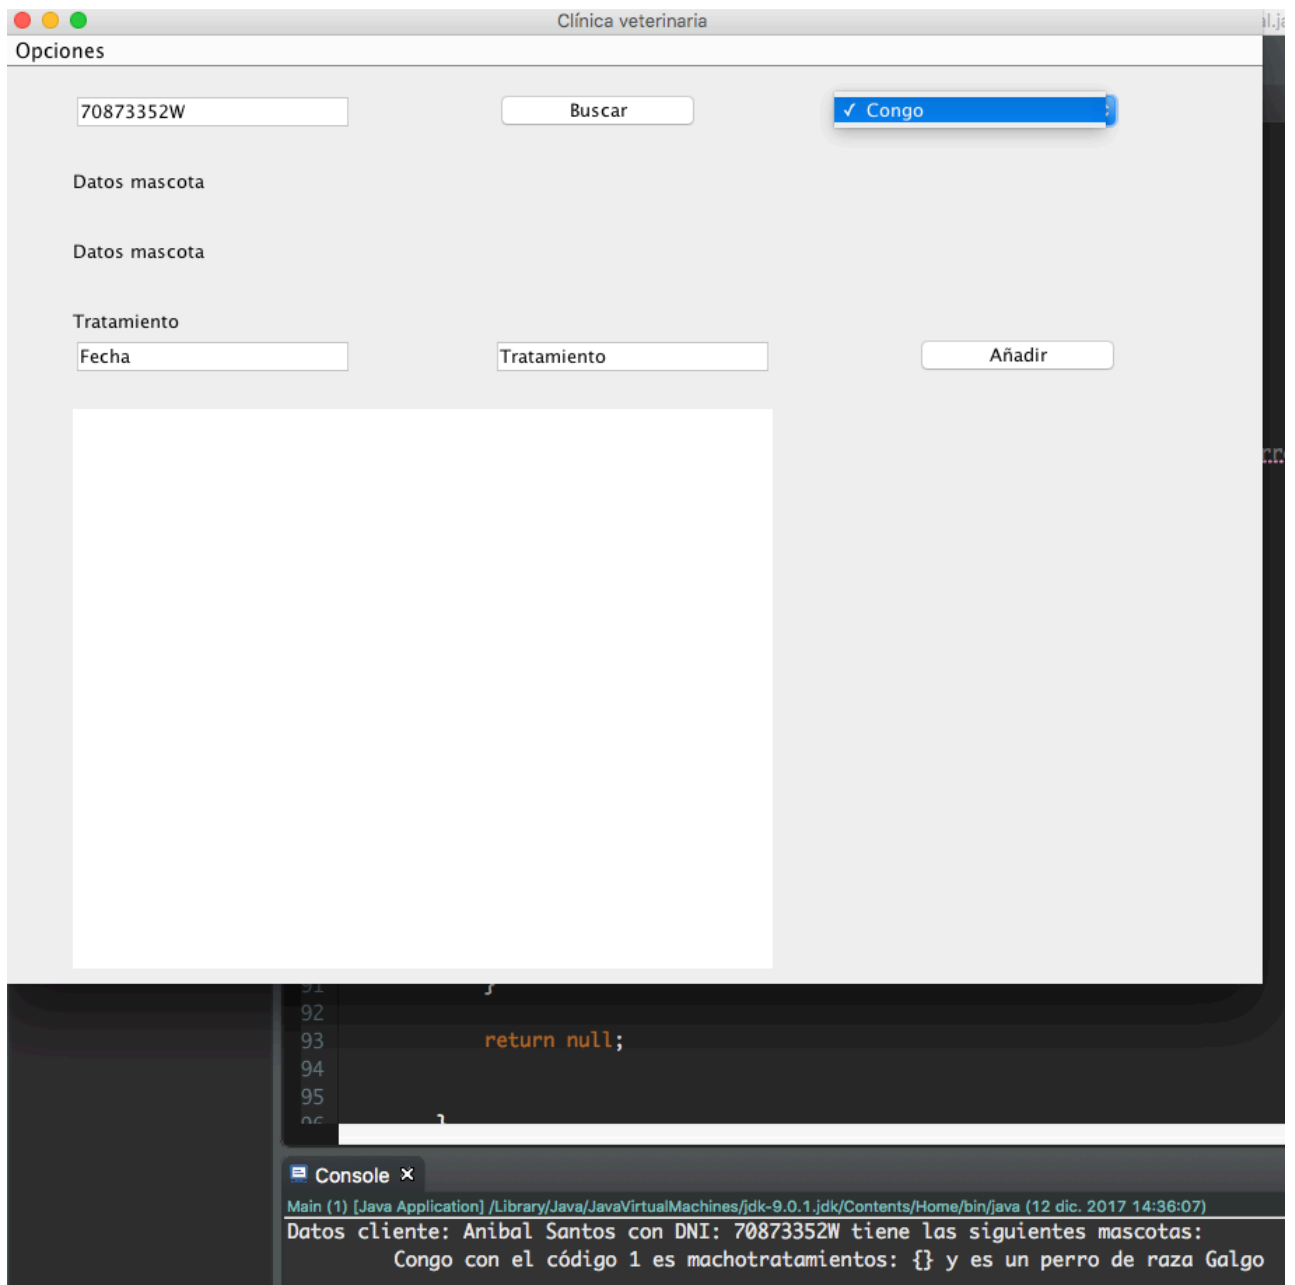 Clínica veterinaria
Opciones
70873352W
Buscar
✓ Congo
Datos mascota
Datos mascota
Tratamiento
Fecha
Tratamiento
Añadir
91 }
92
93 return null;
94
95
96 }
Console
Main (1) [Java Application] /Library/Java/JavaVirtualMachines/jdk-9.0.1.jdk/Contents/Home/bin/java (12 dic. 2017 14:36:07)
Datos cliente: Anibal Santos con DNI: 70873352W tiene las siguientes mascotas:
Congo con el código 1 es machotratamientos: {} y es un perro de raza Galgo